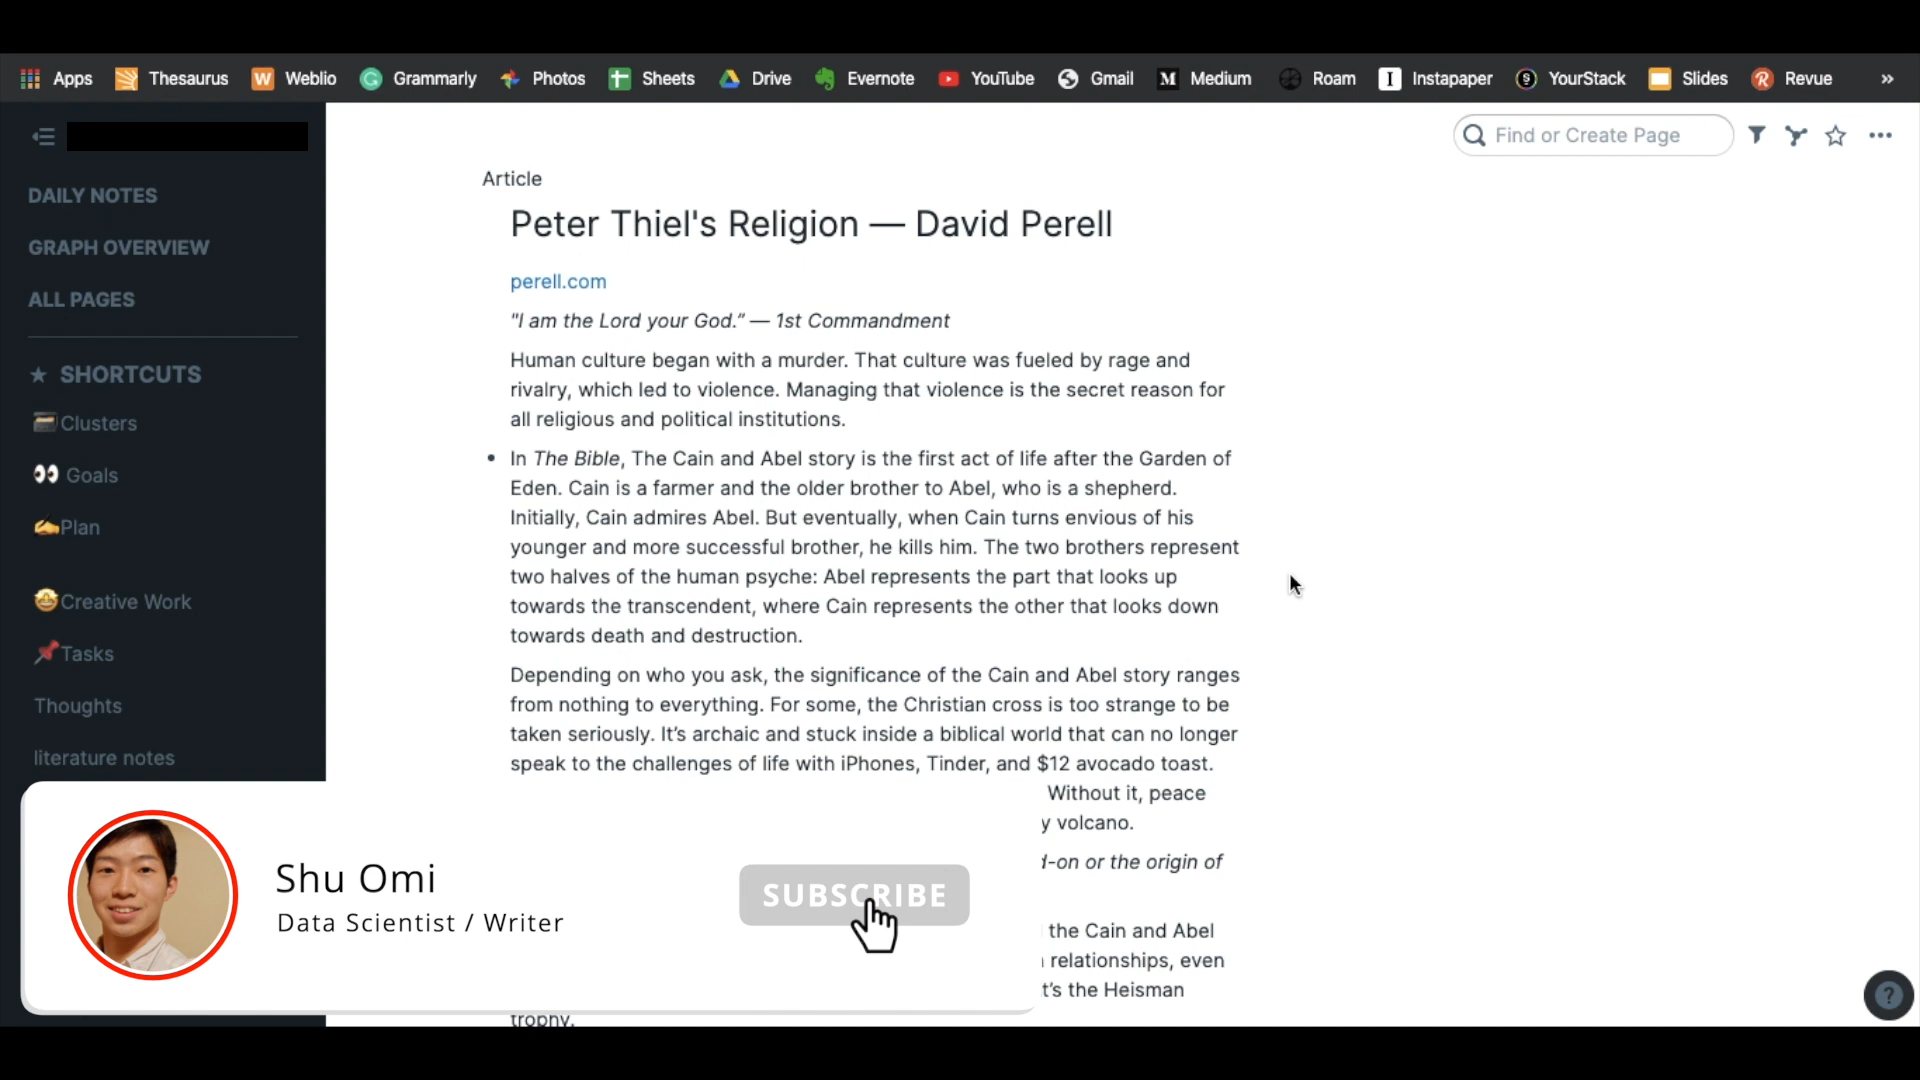 Apps Thesaurus Weblio Grammarly Photos Sheets Drive Evernote YouTube Gmail Medium Roam Instapaper YourStack Slides Revue »
Find or Create Page
DAILY NOTES
GRAPH OVERVIEW
ALL PAGES
★ SHORTCUTS
Clusters
Goals
Plan
Creative Work
Tasks
Thoughts
literature notes
Article
Peter Thiel's Religion — David Perell
perell.com
"I am the Lord your God.” — 1st Commandment
Human culture began with a murder. That culture was fueled by rage and
rivalry, which led to violence. Managing that violence is the secret reason for
all religious and political institutions.
• In The Bible, The Cain and Abel story is the first act of life after the Garden of
Eden. Cain is a farmer and the older brother to Abel, who is a shepherd.
Initially, Cain admires Abel. But eventually, when Cain turns envious of his
younger and more successful brother, he kills him. The two brothers represent
two halves of the human psyche: Abel represents the part that looks up
towards the transcendent, where Cain represents the other that looks down
towards death and destruction.
Depending on who you ask, the significance of the Cain and Abel story ranges
from nothing to everything. For some, the Christian cross is too strange to be
taken seriously. It’s archaic and stuck inside a biblical world that can no longer
speak to the challenges of life with iPhones, Tinder, and $12 avocado toast.
Without it, peace
y volcano.
d-on or the origin of
the Cain and Abel
relationships, even
t’s the Heisman
trophy.
Shu Omi
Data Scientist / Writer
SUBSCRIBE
?